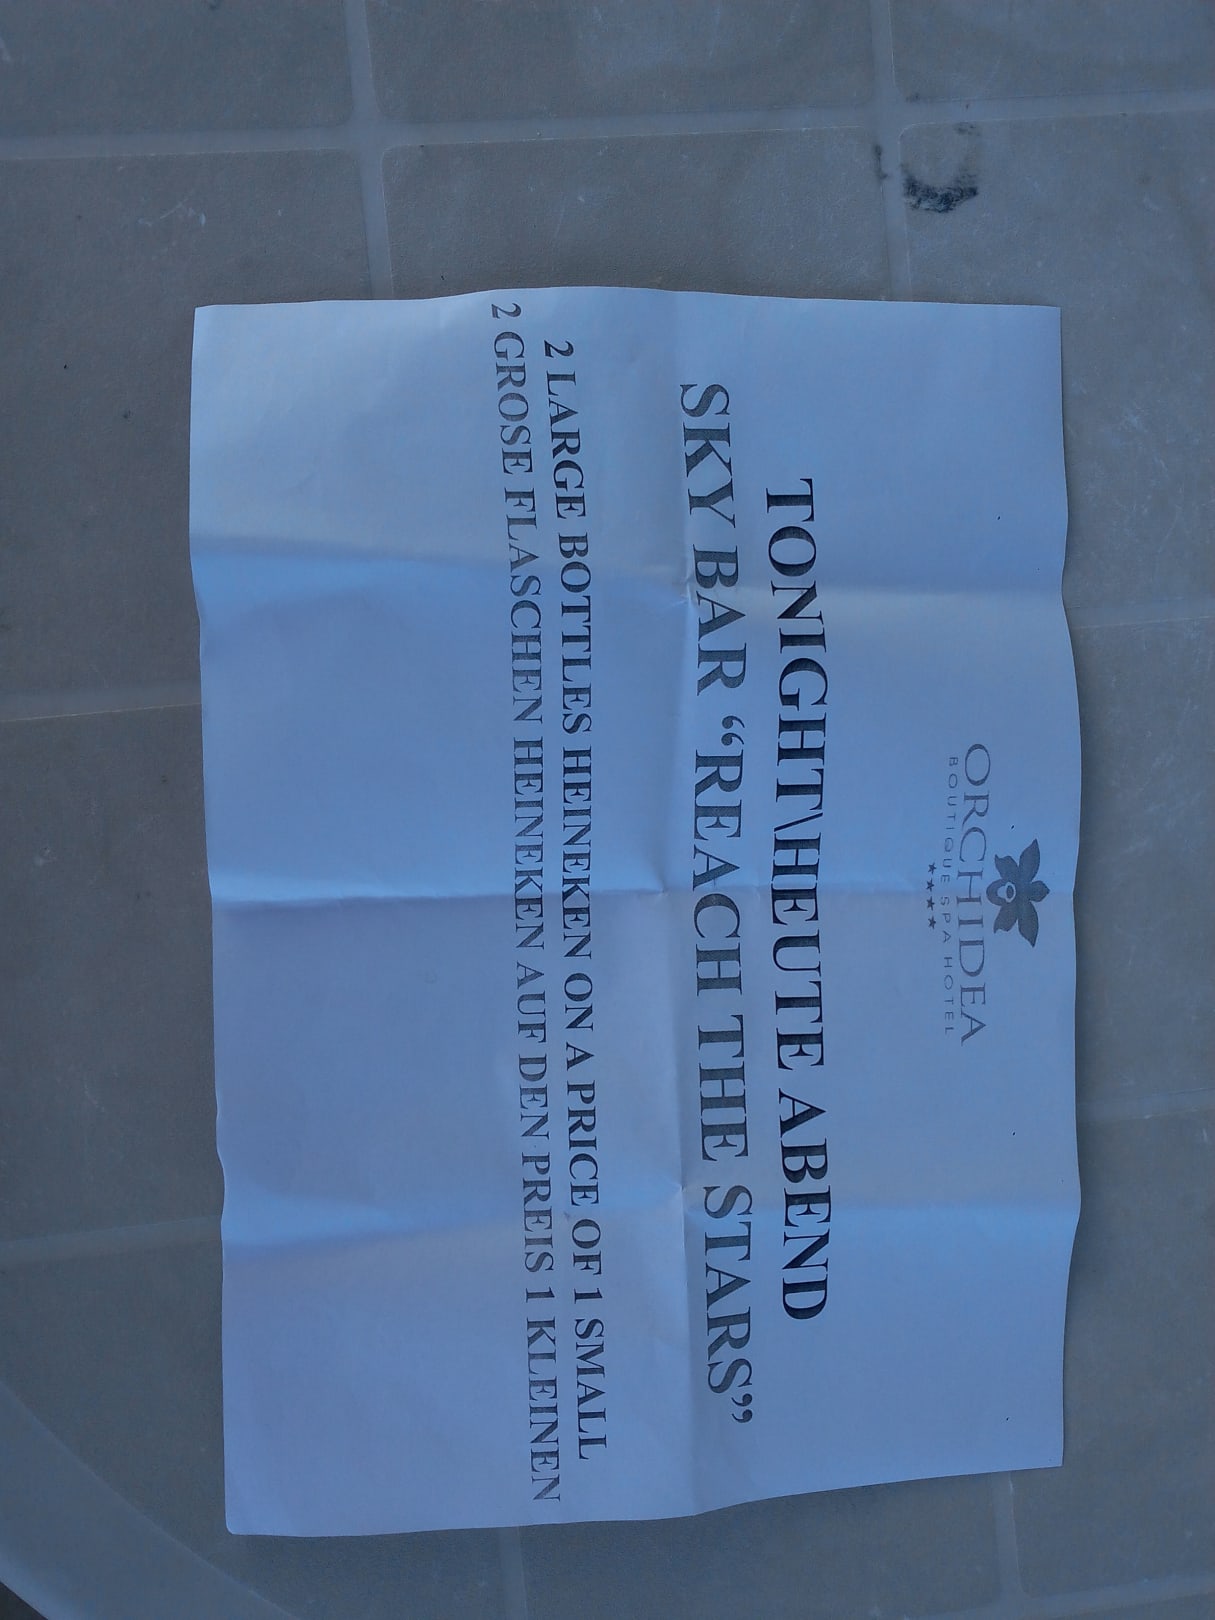 ORCHIDEA
BOUTIQUE SPA HOTEL
★★★★
TONIGHT\HEUTE ABEND
SKY BAR “REACH THE STARS”
2 LARGE BOTTLES HEINEKEN ON A PRICE OF 1 SMALL
2 GROSE FLASCHEN HEINEKEN AUF DEN PREIS 1 KLEINEN